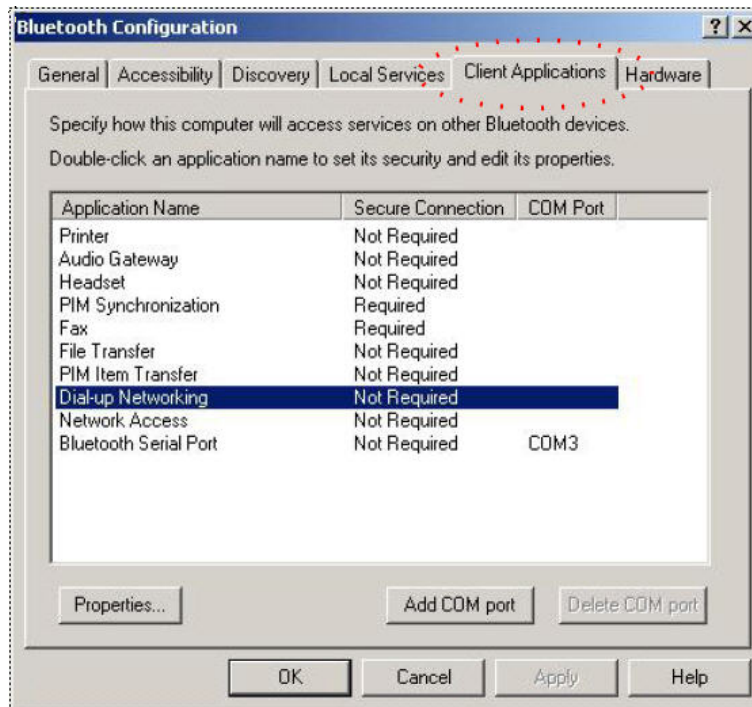 Bluetooth Configuration
General Accessibility Discovery Local Services Client Applications Hardware
Specify how this computer will access services on other Bluetooth devices.
Double-click an application name to set its security and edit its properties.
Application Name Secure Connection COM Port
Printer Not Required
Audio Gateway Not Required
Headset Not Required
PIM Synchronization Required
Fax Required
File Transfer Not Required
PIM Item Transfer Not Required
Dial-up Networking Not Required
Network Access Not Required
Bluetooth Serial Port Not Required COM3
Properties... Add COM port Delete COM port
OK Cancel Apply Help